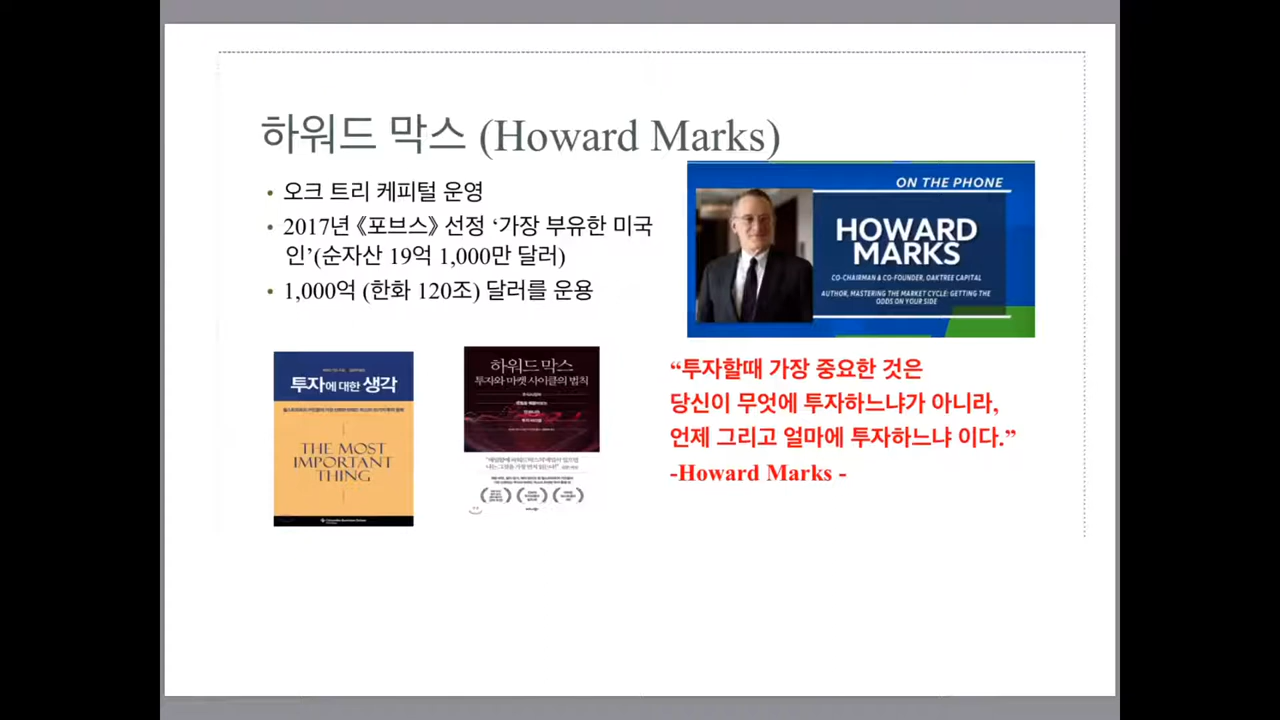 하워드 막스 (Howard Marks)
• 오크 트리 케피털 운영
• 2017년 《포브스》 선정 ‘가장 부유한 미국
인’(순자산 19억 1,000만 달러)
• 1,000억 (한화 120조) 달러를 운용
ON THE PHONE
HOWARD
MARKS
CO-CHAIRMAN & CO-FOUNDER, OAKTREE CAPITAL
AUTHOR, MASTERING THE MARKET CYCLE: GETTING THE
ODDS ON YOUR SIDE
투자에 대한 생각
THE MOST
IMPORTANT
THING
하워드 막스
투자와 마켓 사이클의 법칙
“투자할때 가장 중요한 것은
당신이 무엇에 투자하느냐가 아니라,
언제 그리고 얼마에 투자하느냐 이다.”
-Howard Marks -